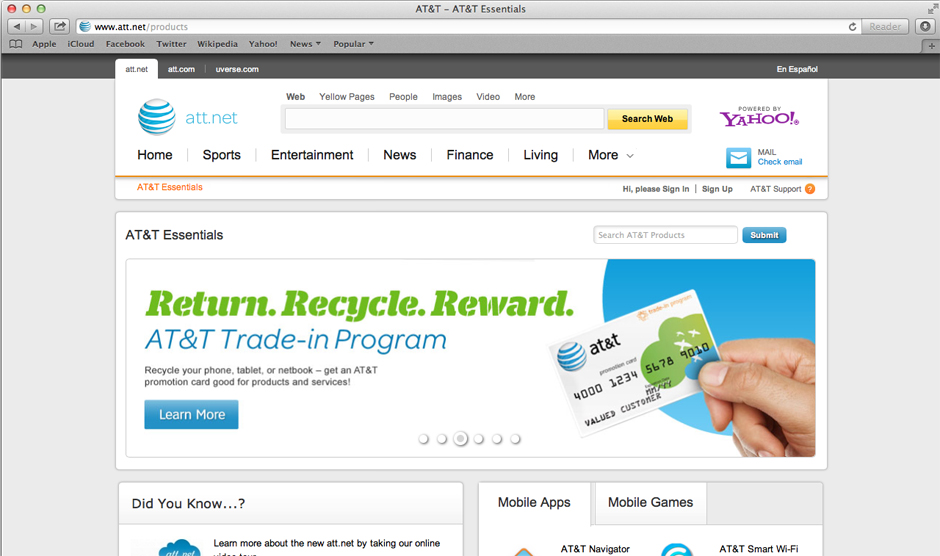 AT&T – AT&T Essentials
www.att.net/products
Reader
Apple iCloud Facebook Twitter Wikipedia Yahoo! News Popular
att.net att.com uverse.com En Español
Web Yellow Pages People Images Video More
att.net
Search Web
POWERED BY
YAHOO!
Home Sports Entertainment News Finance Living More
MAIL
Check email
AT&T Essentials
Hi, please Sign In | Sign Up AT&T Support ?
AT&T Essentials
Search AT&T Products
Submit
Return. Recycle. Reward.
AT&T Trade-in Program
Recycle your phone, tablet, or netbook – get an AT&T
promotion card good for products and services!
Learn More
trade-in program
at&t
promotion card
4000 1234 5678 9010
MM/YY
VALUED CUSTOMER
Did You Know...?
att.net
Learn more about the new att.net by taking our online
Mobile Apps Mobile Games
AT&T Navigator AT&T Smart Wi-Fi